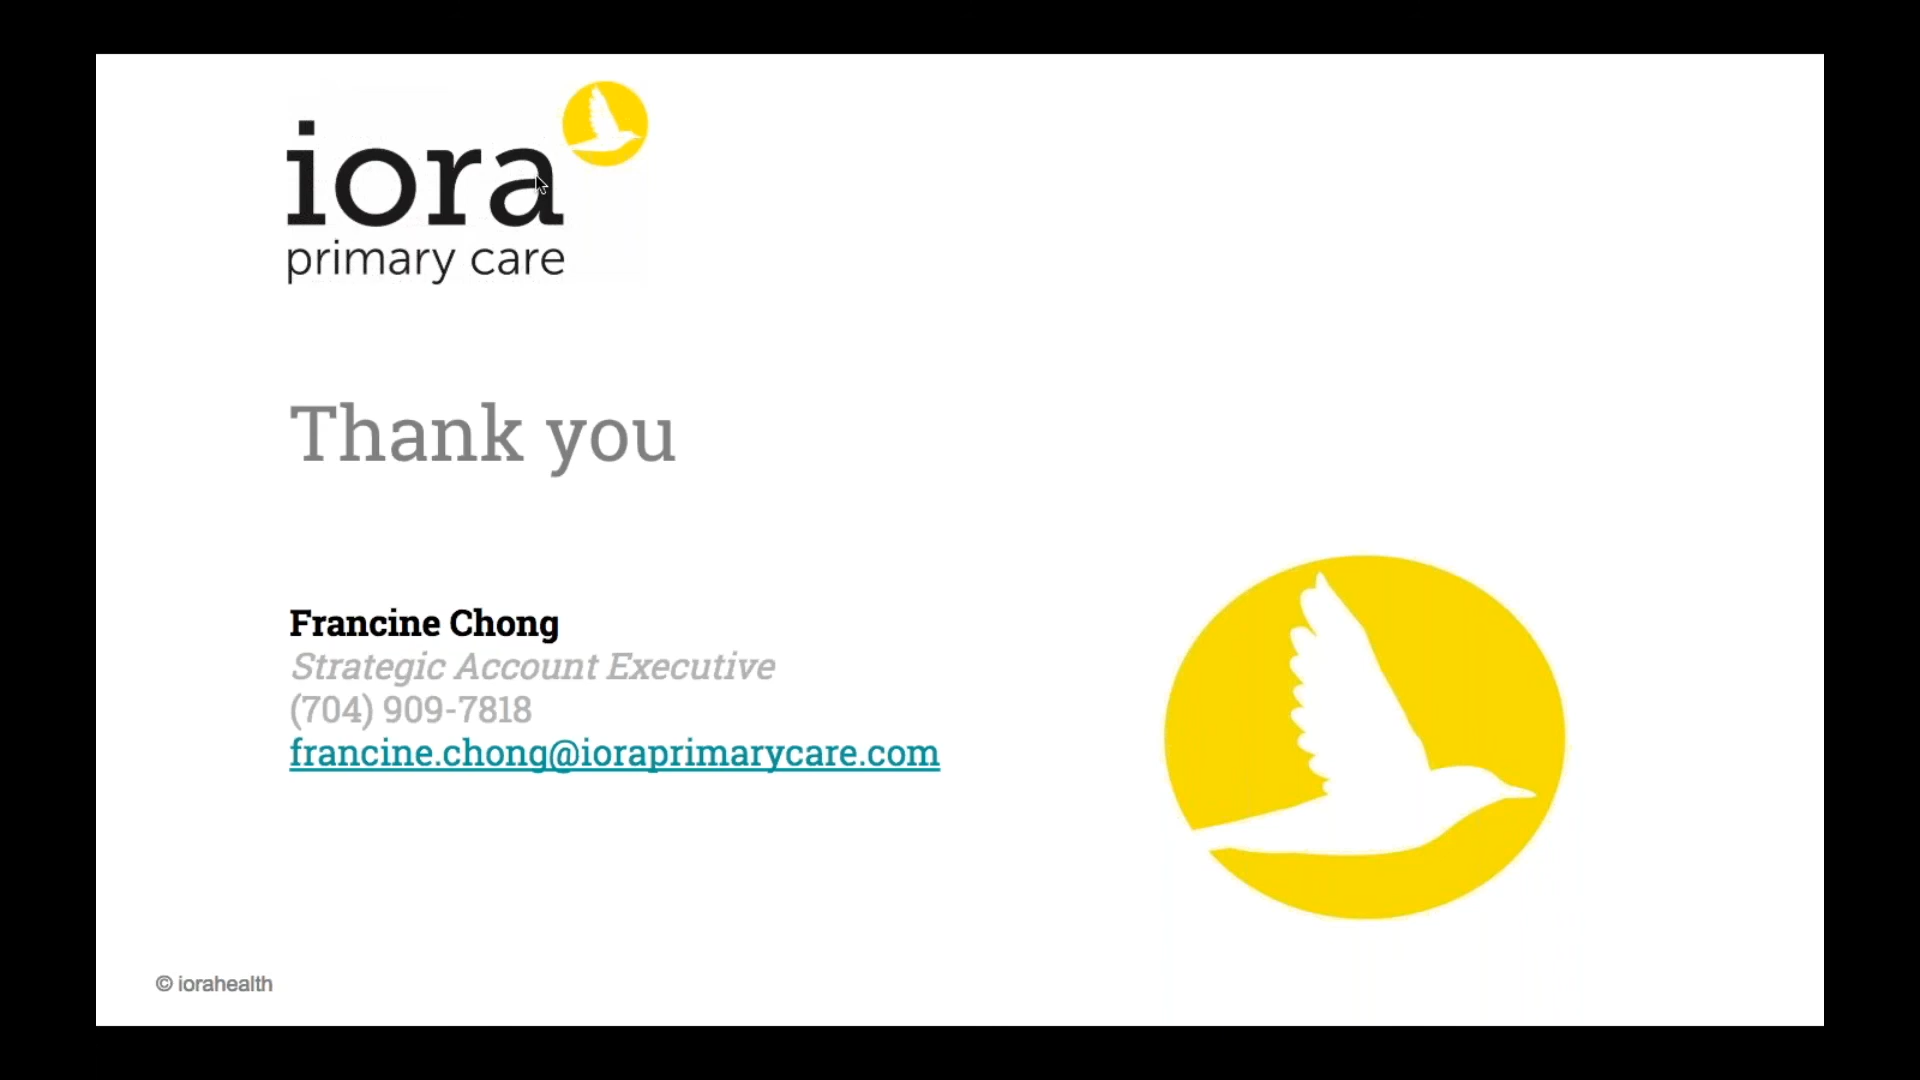 iora
primary care
Thank you
Francine Chong
Strategic Account Executive
(704) 909-7818
francine.chong@ioraprimarycare.com
© iorahealth